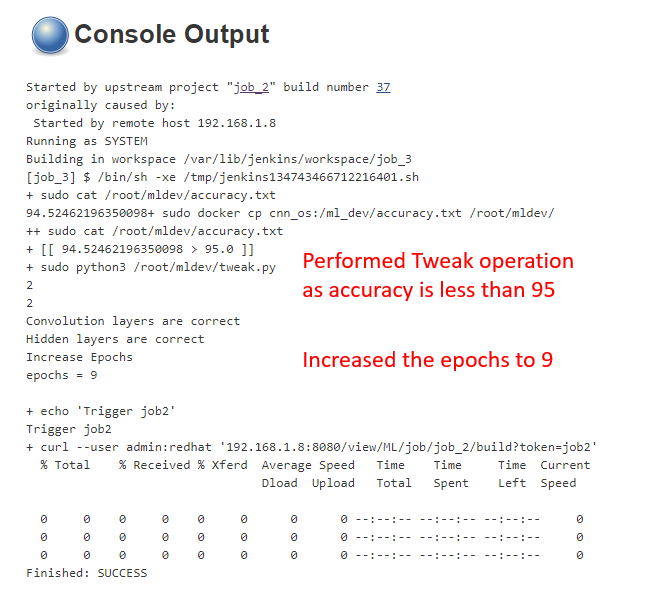 Console Output
Started by upstream project "job_2" build number 37
originally caused by:
Started by remote host 192.168.1.8
Running as SYSTEM
Building in workspace /var/lib/jenkins/workspace/job_3
[job_3] $ /bin/sh -xe /tmp/jenkins134743466712216401.sh
+ sudo cat /root/mldev/accuracy.txt
94.52462196350098+ sudo docker cp cnn_os:/ml_dev/accuracy.txt /root/mldev/
++ sudo cat /root/mldev/accuracy.txt
+ [[ 94.52462196350098 > 95.0 ]]
+ sudo python3 /root/mldev/tweak.py
Performed Tweak operation
as accuracy is less than 95
2
2
Convolution layers are correct
Hidden layers are correct
Increase Epochs
epochs = 9
Increased the epochs to 9
+ echo 'Trigger job2'
Trigger job2
+ curl --user admin:redhat '192.168.1.8:8080/view/ML/job/job_2/build?token=job2'
% Total % Received % Xferd Average Speed Time Time Time Current
Dload Upload Total Spent Left Speed
0 0 0 0 0 0 0 0 --:--:-- --:--:-- --:--:-- 0
0 0 0 0 0 0 0 0 --:--:-- --:--:-- --:--:-- 0
0 0 0 0 0 0 0 0 --:--:-- --:--:-- --:--:-- 0
Finished: SUCCESS